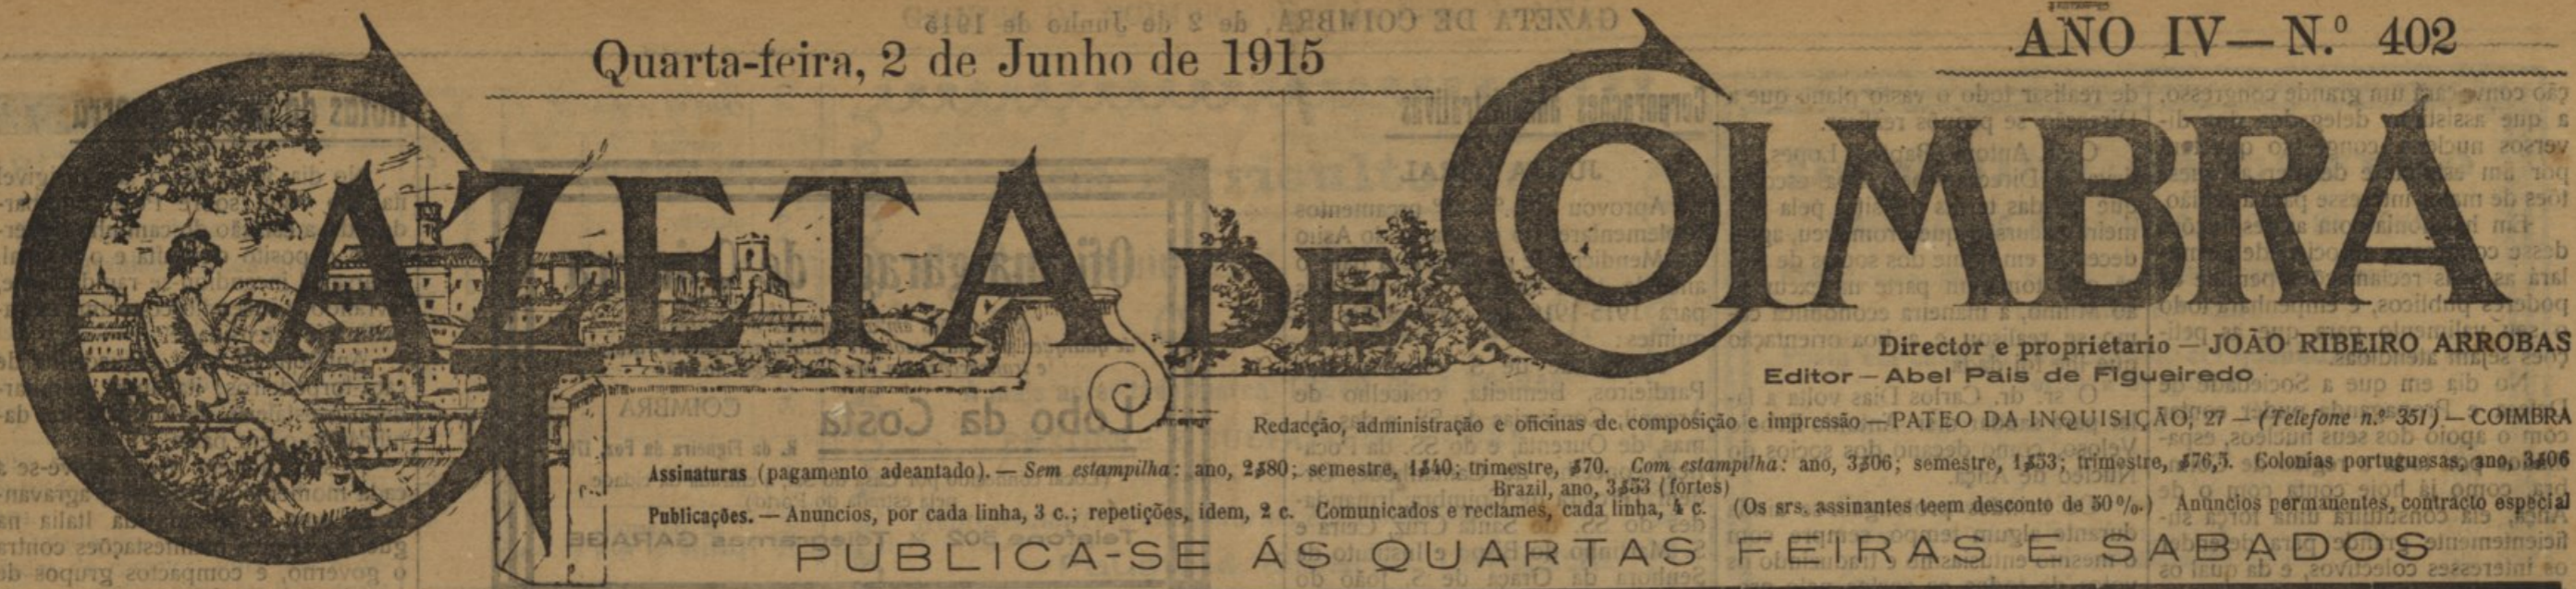 Quarta-feira, 2 de Junho de 1915
ANO IV—N.º 402
GAZETA DE COIMBRA
Director e proprietario — JOÃO RIBEIRO ARROBAS
Editor — Abel Pais de Figueiredo
Redacção, administração e oficinas de composição e impressão — PATEO DA INQUISIÇÃO, 27 — (Telefone n.º 351) — COIMBRA
Assinaturas (pagamento adeantado). — Sem estampilha: ano, 2$80; semestre, 1$40; trimestre, $70. Com estampilha: ano, 3$06; semestre, 1$53; trimestre, $76,5. Colonias portuguesas, ano, 3$06
Brazil, ano, 3$53 (fortes)
Publicações. — Anuncios, por cada linha, 3 c.; repetições, idem, 2 c. Comunicados e reclames, cada linha, 4 c. (Os srs. assinantes teem desconto de 50%.) Anuncios permanentes, contracto especial
PUBLICA-SE ÁS QUARTAS FEIRAS E SABADOS